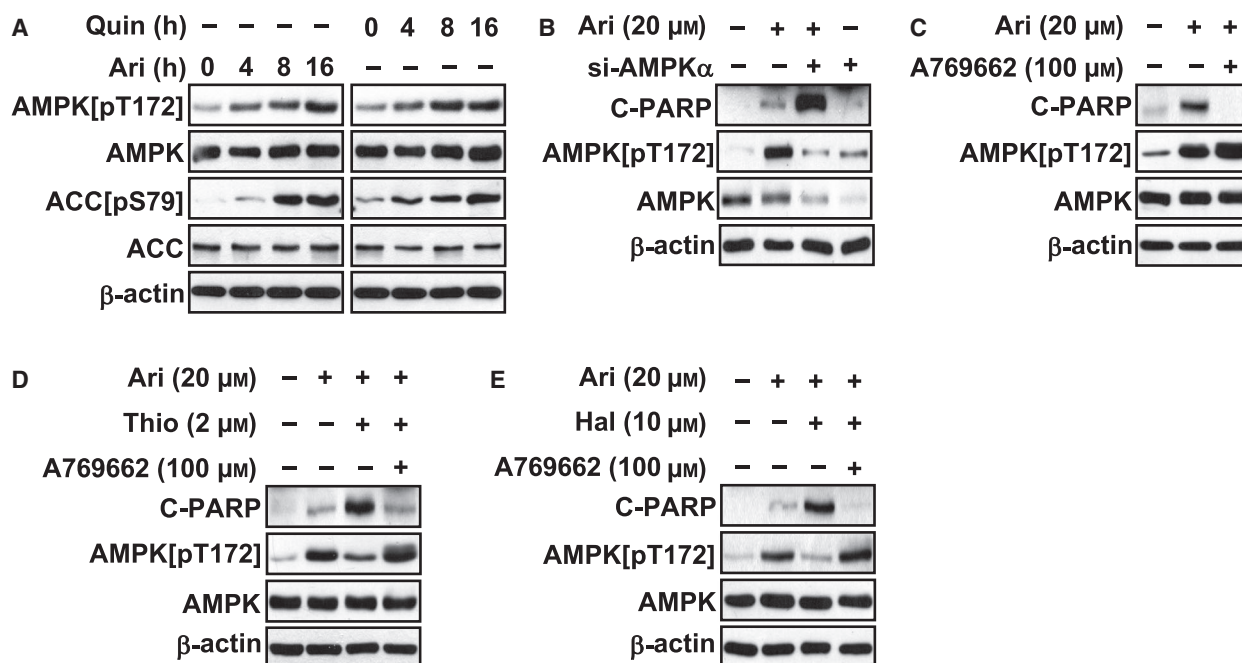 A
Quin (h) – – – – 0 4 8 16
Ari (h) 0 4 8 16 – – – –
AMPK[pT172]
AMPK
ACC[pS79]
ACC
β-actin
B
Ari (20 μM) – + + –
si-AMPKα – – + +
C-PARP
AMPK[pT172]
AMPK
β-actin
C
Ari (20 μM) – + +
A769662 (100 μM) – – +
C-PARP
AMPK[pT172]
AMPK
β-actin
D
Ari (20 μM) – + + +
Thio (2 μM) – – + +
A769662 (100 μM) – – – +
C-PARP
AMPK[pT172]
AMPK
β-actin
E
Ari (20 μM) – + + +
Hal (10 μM) – – + +
A769662 (100 μM) – – – +
C-PARP
AMPK[pT172]
AMPK
β-actin